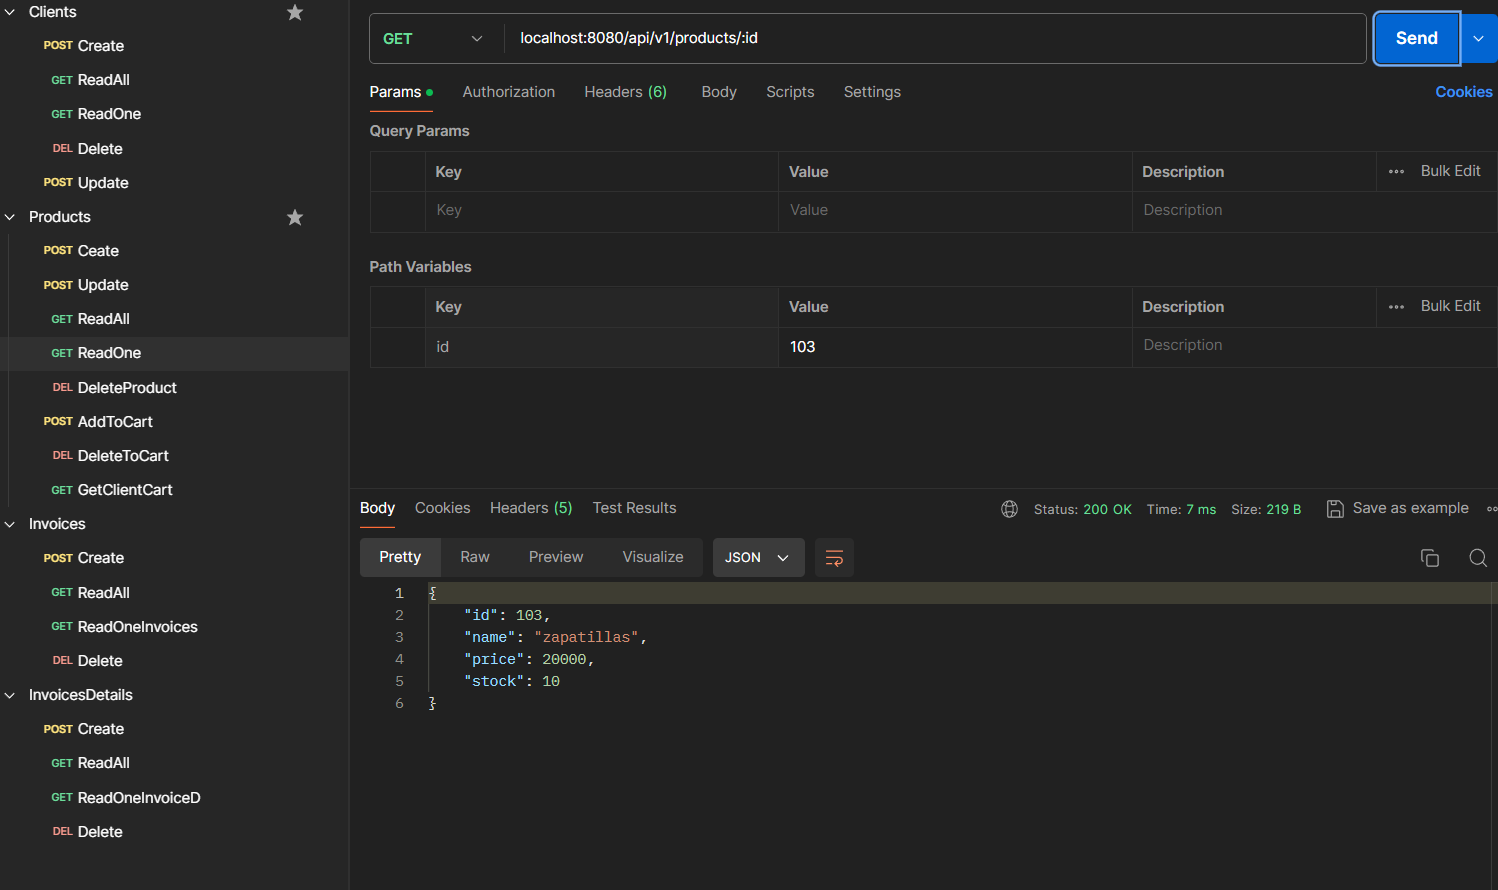 Clients
POST Create
GET ReadAll
GET ReadOne
DEL Delete
POST Update
Products
POST Ceate
POST Update
GET ReadAll
GET ReadOne
DEL DeleteProduct
POST AddToCart
DEL DeleteToCart
GET GetClientCart
Invoices
POST Create
GET ReadAll
GET ReadOneInvoices
DEL Delete
InvoicesDetails
POST Create
GET ReadAll
GET ReadOneInvoiceD
DEL Delete
GET localhost:8080/api/v1/products/:id Send
Params Authorization Headers (6) Body Scripts Settings Cookies
Query Params
Key Value Description Bulk Edit
Key Value Description
Path Variables
Key Value Description Bulk Edit
id 103 Description
Body Cookies Headers (5) Test Results Status: 200 OK Time: 7 ms Size: 219 B Save as example
Pretty Raw Preview Visualize JSON
1 {
2 "id": 103,
3 "name": "zapatillas",
4 "price": 20000,
5 "stock": 10
6 }